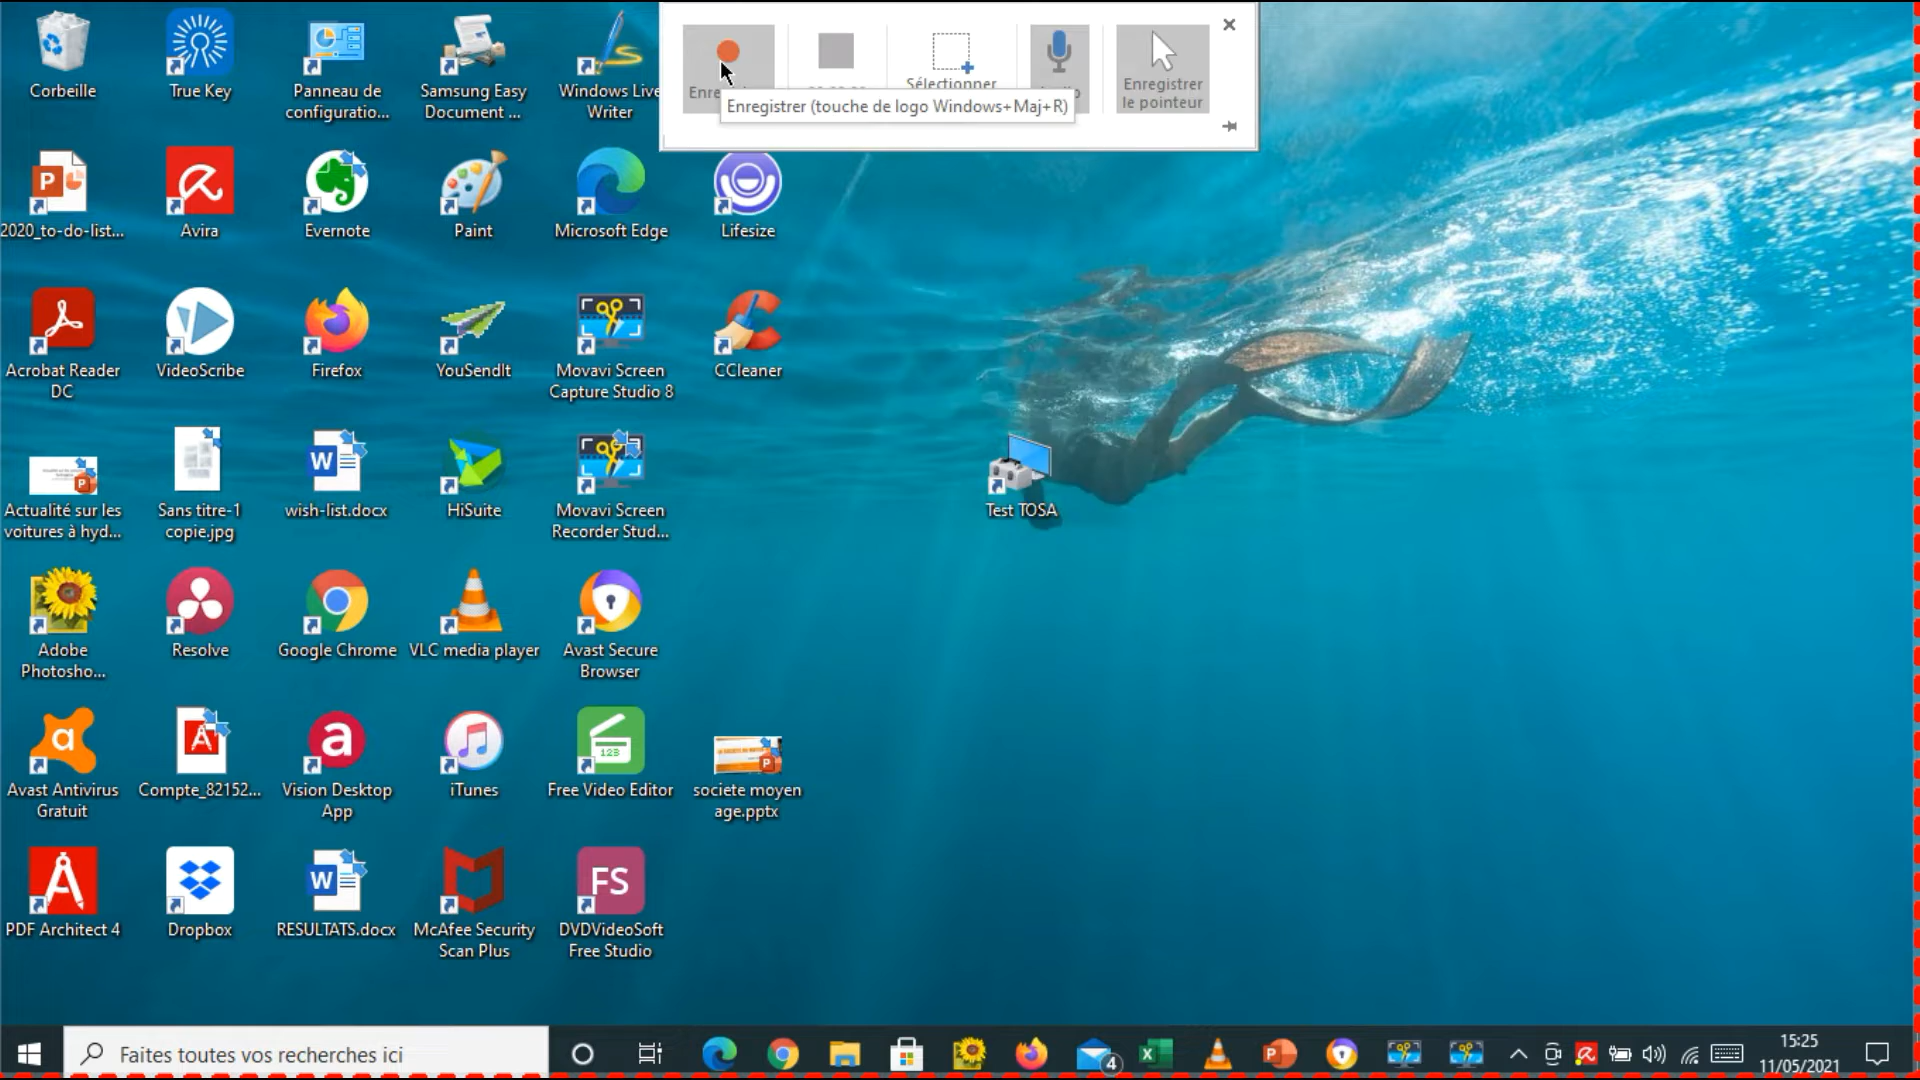 Enregistrer (touche de logo Windows+Maj+R)
Sélectionner
Enregistrer
le pointeur
Corbeille
True Key
Panneau de
configuratio...
Samsung Easy
Document ...
Windows Live
Writer
2020_to-do-list...
Avira
Evernote
Paint
Microsoft Edge
Lifesize
Acrobat Reader
DC
VideoScribe
Firefox
YouSendIt
Movavi Screen
Capture Studio 8
CCleaner
Actualité sur les
voitures à hyd...
Sans titre-1
copie.jpg
wish-list.docx
HiSuite
Movavi Screen
Recorder Stud...
Test TOSA
Adobe
Photosho...
Resolve
Google Chrome
VLC media player
Avast Secure
Browser
Avast Antivirus
Gratuit
Compte_82152...
Vision Desktop
App
iTunes
123
Free Video Editor
societe moyen
age.pptx
PDF Architect 4
Dropbox
RESULTATS.docx
McAfee Security
Scan Plus
FS
DVDVideoSoft
Free Studio
Faites toutes vos recherches ici
4
15:25
11/05/2021